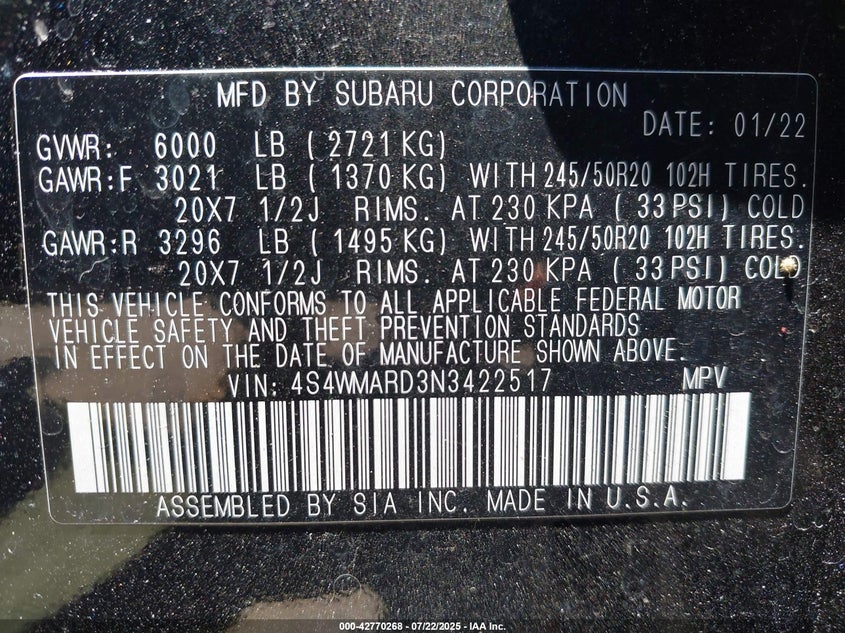 MFD BY SUBARU CORPORATION
DATE: 01/22
GVWR: 6000 LB ( 2721 KG)
GAWR:F 3021 LB ( 1370 KG) WITH 245/50R20 102H TIRES.
20X7 1/2J RIMS. AT 230 KPA ( 33 PSI) COLD
GAWR:R 3296 LB ( 1495 KG) WITH 245/50R20 102H TIRES.
20X7 1/2J RIMS. AT 230 KPA ( 33 PSI) COLD
THIS VEHICLE CONFORMS TO ALL APPLICABLE FEDERAL MOTOR
VEHICLE SAFETY AND THEFT PREVENTION STANDARDS
IN EFFECT ON THE DATE OF MANUFACTURE SHOWN ABOVE.
VIN: 4S4WMARD3N3422517 MPV
ASSEMBLED BY SIA INC. MADE IN U.S.A.
000-42770268 - 07/22/2025 - IAA Inc.